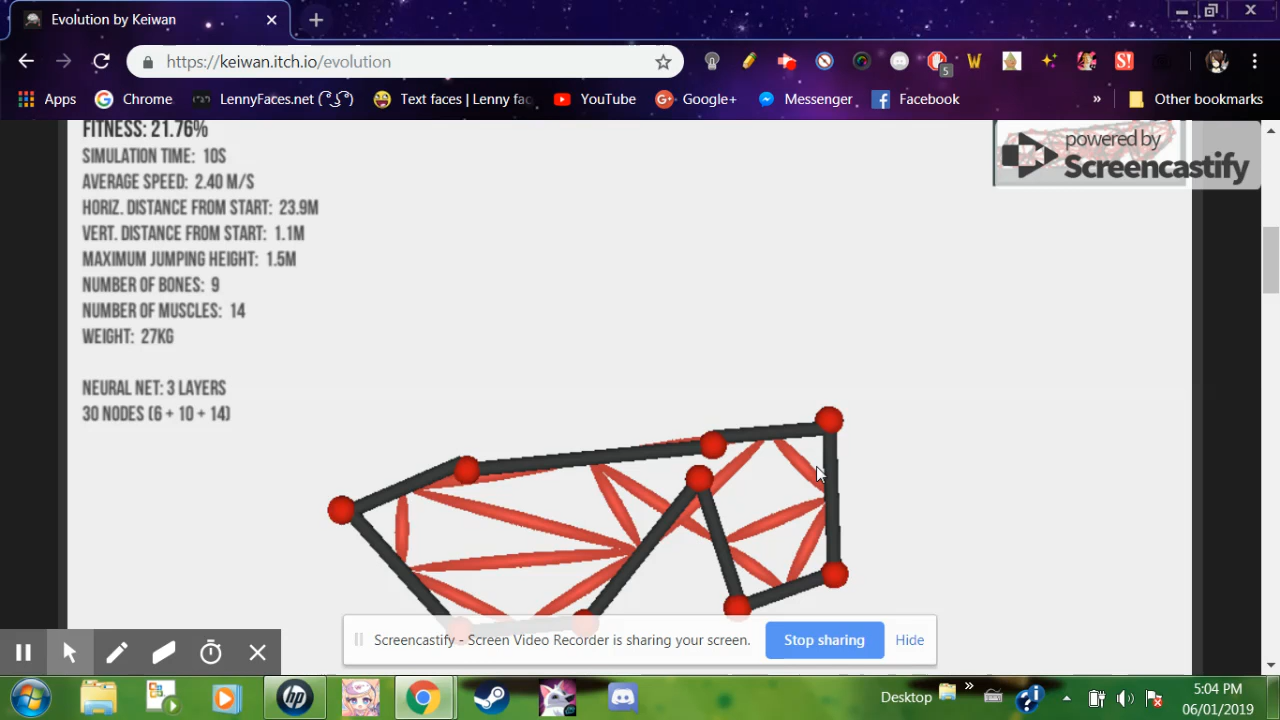 Evolution by Keiwan
https://keiwan.itch.io/evolution
5
W
S!
Apps
Chrome
LennyFaces.net ( ͡° ͜ʖ ͡°)
Text faces | Lenny fac
YouTube
Google+
Messenger
Facebook
»
Other bookmarks
FITNESS: 21.76%
SIMULATION TIME: 10S
AVERAGE SPEED: 2.40 M/S
HORIZ. DISTANCE FROM START: 23.9M
VERT. DISTANCE FROM START: 1.1M
MAXIMUM JUMPING HEIGHT: 1.5M
NUMBER OF BONES: 9
NUMBER OF MUSCLES: 14
WEIGHT: 27KG
NEURAL NET: 3 LAYERS
30 NODES (6 + 10 + 14)
powered by
Screencastify
Screencastify - Screen Video Recorder is sharing your screen.
Stop sharing
Hide
hp
Desktop
»
5:04 PM
06/01/2019